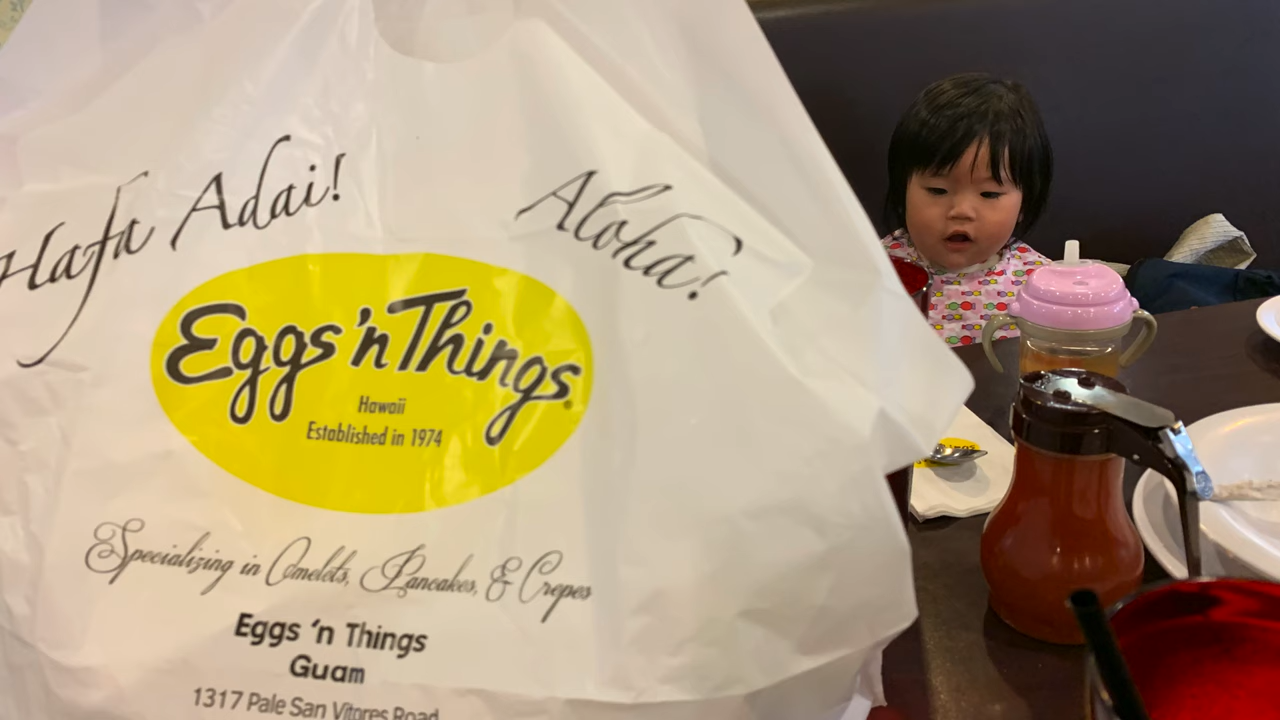 Hafa Adai!
Aloha!
Eggs 'n Things
Hawaii
Established in 1974
Specializing in Omelets, Pancakes, & Crepes
Eggs 'n Things
Guam
1317 Pale San Vitores Road